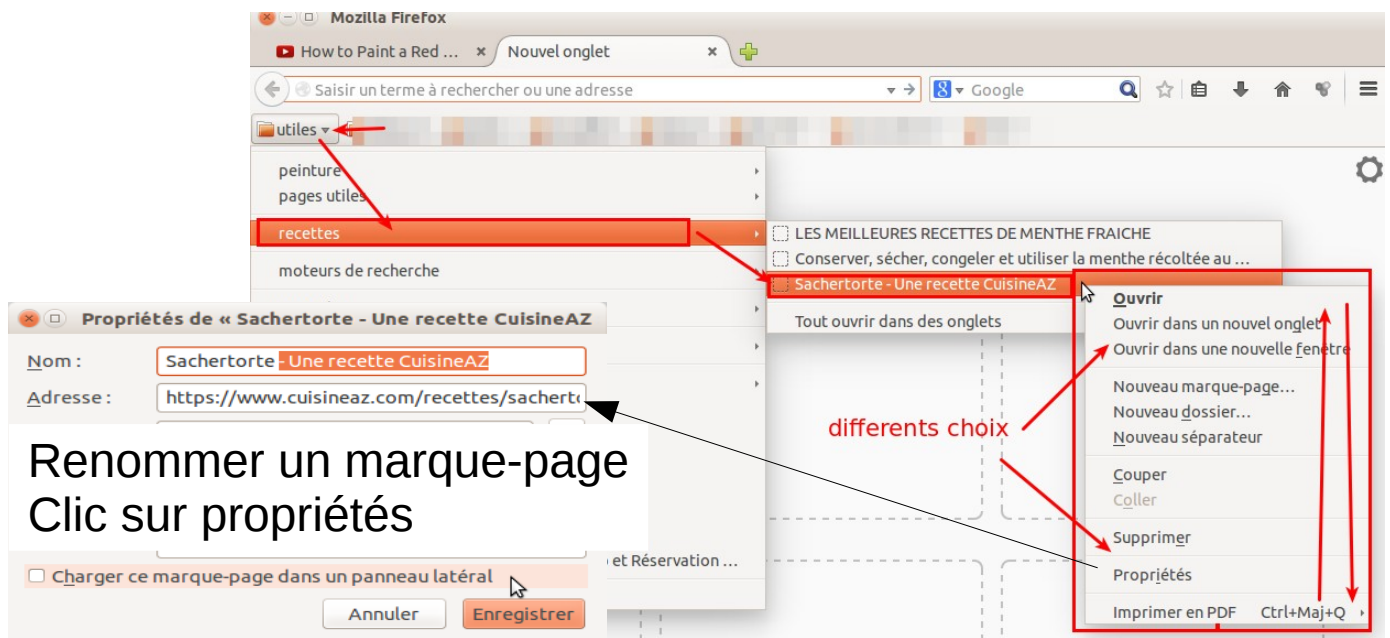 Mozilla Firefox
How to Paint a Red ...
Nouvel onglet
Saisir un terme à rechercher ou une adresse
Google
utiles
peinture
pages utiles
recettes
moteurs de recherche
LES MEILLEURES RECETTES DE MENTHE FRAICHE
Conserver, sécher, congeler et utiliser la menthe récoltée au ...
Sachertorte - Une recette CuisineAZ
Tout ouvrir dans des onglets
Ouvrir
Ouvrir dans un nouvel onglet
Ouvrir dans une nouvelle fenêtre
Nouveau marque-page...
Nouveau dossier...
Nouveau séparateur
Couper
Coller
Supprimer
Propriétés
Imprimer en PDF Ctrl+Maj+Q
differents choix
Propriétés de « Sachertorte - Une recette CuisineAZ
Nom :
Sachertorte - Une recette CuisineAZ
Adresse :
https://www.cuisineaz.com/recettes/sacherto
Renommer un marque-page
Clic sur propriétés
et Réservation ...
Charger ce marque-page dans un panneau latéral
Annuler
Enregistrer